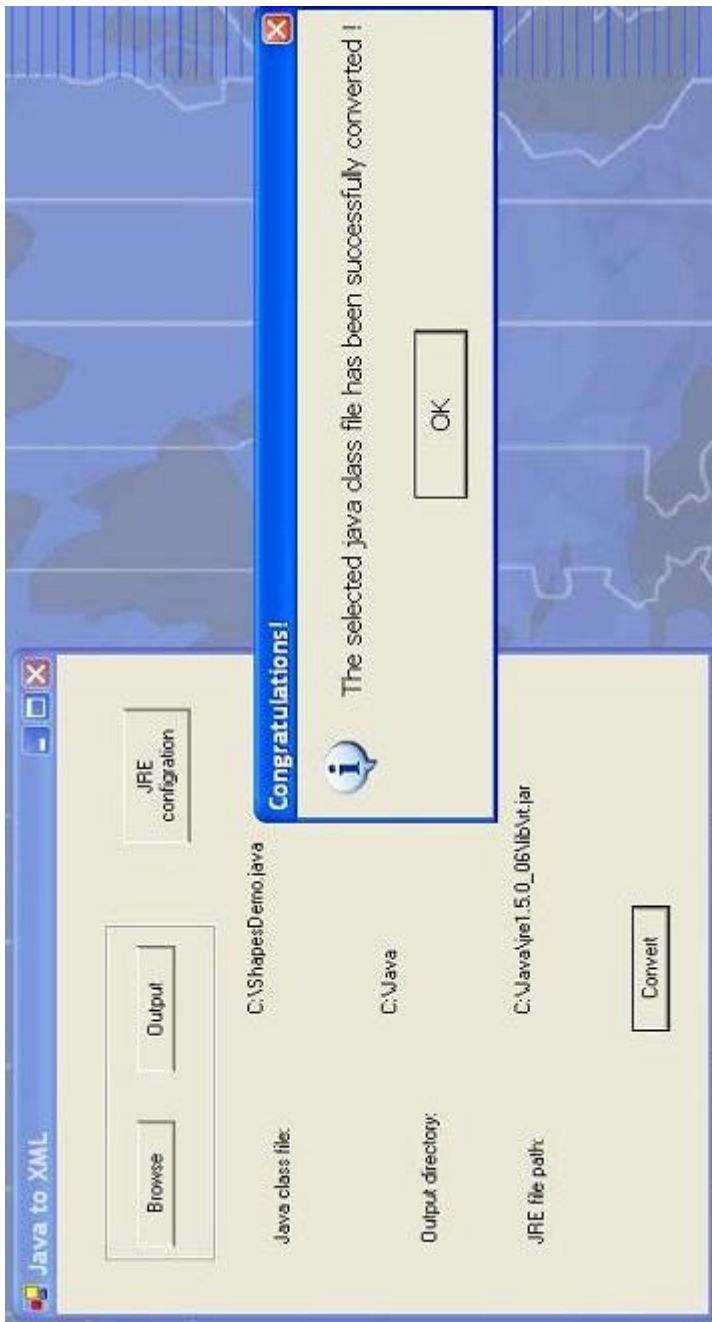 Java to XML
Browse
Output
JRE
configration
Java class file:
C:\ShapesDemo.java
Output directory:
C:\Java
JRE file path:
C:\Java\jre1.5.0_06\lib\rt.jar
Convert
Congratulations!
The selected java class file has been successfully converted !
OK